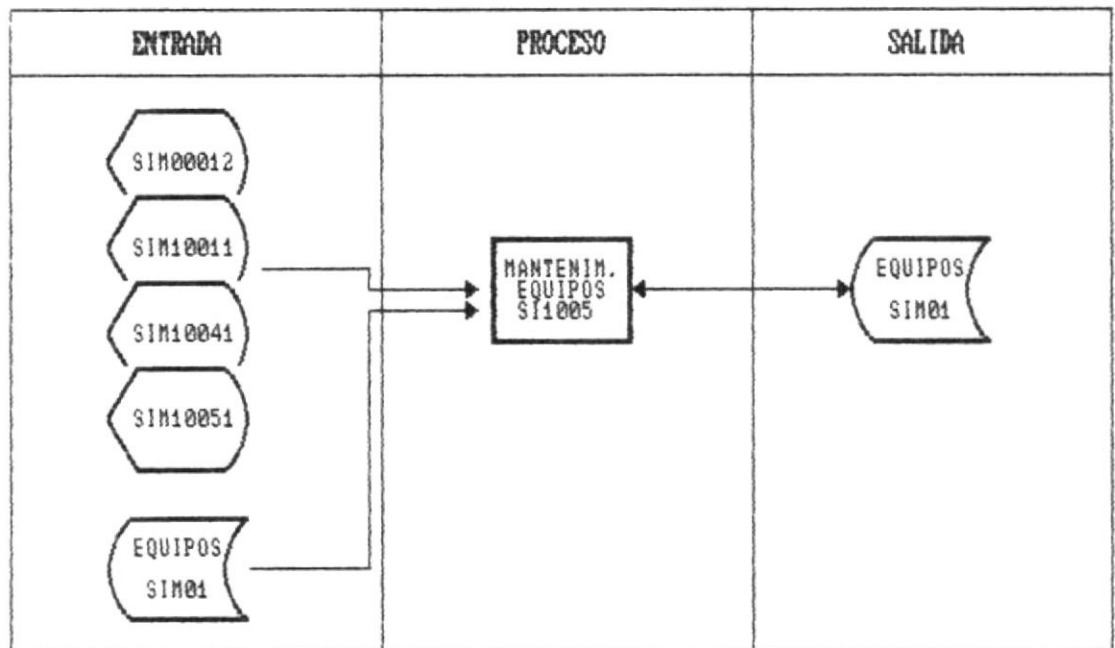 ENTRADA
PROCESO
SALIDA
SIM00012
SIM10011
SIM10041
SIM10051
EQUIPOS
SIM01
MANTENIM.
EQUIPOS
SI1005
EQUIPOS
SIM01